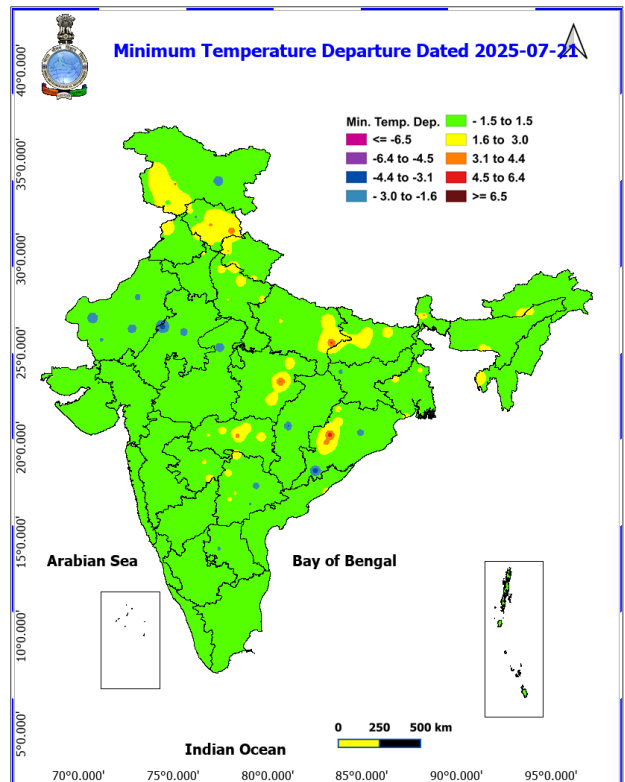 Minimum Temperature Departure Dated 2025-07-21
Min. Temp. Dep.
<= -6.5
-6.4 to -4.5
-4.4 to -3.1
- 3.0 to -1.6
- 1.5 to 1.5
1.6 to 3.0
3.1 to 4.4
4.5 to 6.4
>= 6.5
40°0.000'
35°0.000'
30°0.000'
25°0.000'
20°0.000'
15°0.000'
10°0.000'
5°0.000'
Arabian Sea
Bay of Bengal
Indian Ocean
0 250 500 km
70°0.000' 75°0.000' 80°0.000' 85°0.000' 90°0.000' 95°0.000'